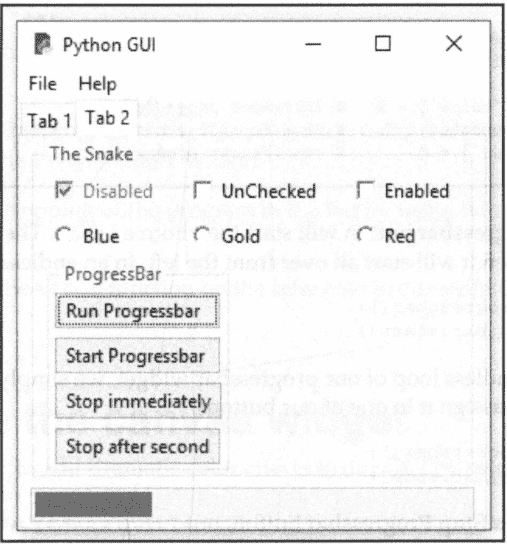 Python GUI
File Help
Tab 1 Tab 2
The Snake
Disabled UnChecked Enabled
Blue Gold Red
ProgressBar
Run Progressbar
Start Progressbar
Stop immediately
Stop after second